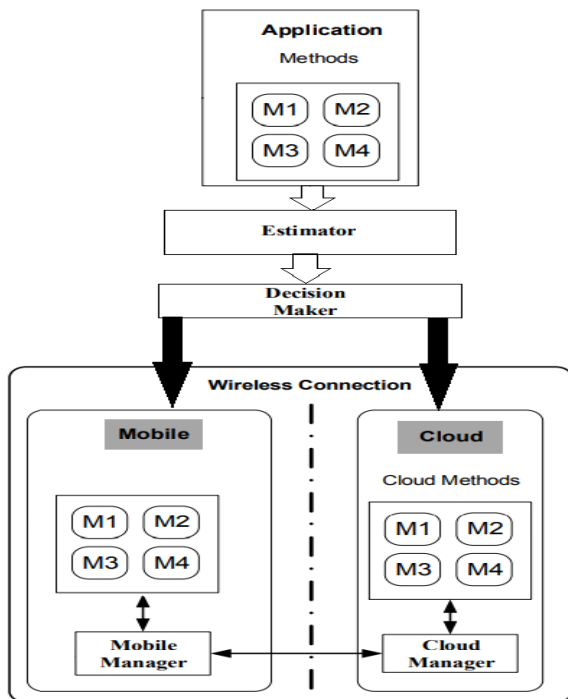 Application
Methods
M1 M2
M3 M4
Estimator
Decision
Maker
Wireless Connection
Mobile
M1 M2
M3 M4
Mobile
Manager
Cloud
Cloud Methods
M1 M2
M3 M4
Cloud
Manager